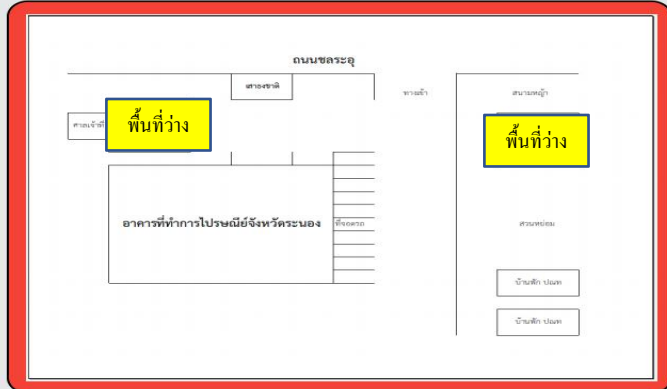 ถนนชลระอุ
เสาธงชาติ
ทางเข้า
สนามหญ้า
ศาลเจ้าที่
พื้นที่ว่าง
พื้นที่ว่าง
อาคารที่ทำการไปรษณีย์จังหวัดระนอง
ที่จอดรถ
สวนหย่อม
บ้านพัก ปณท
บ้านพัก ปณท